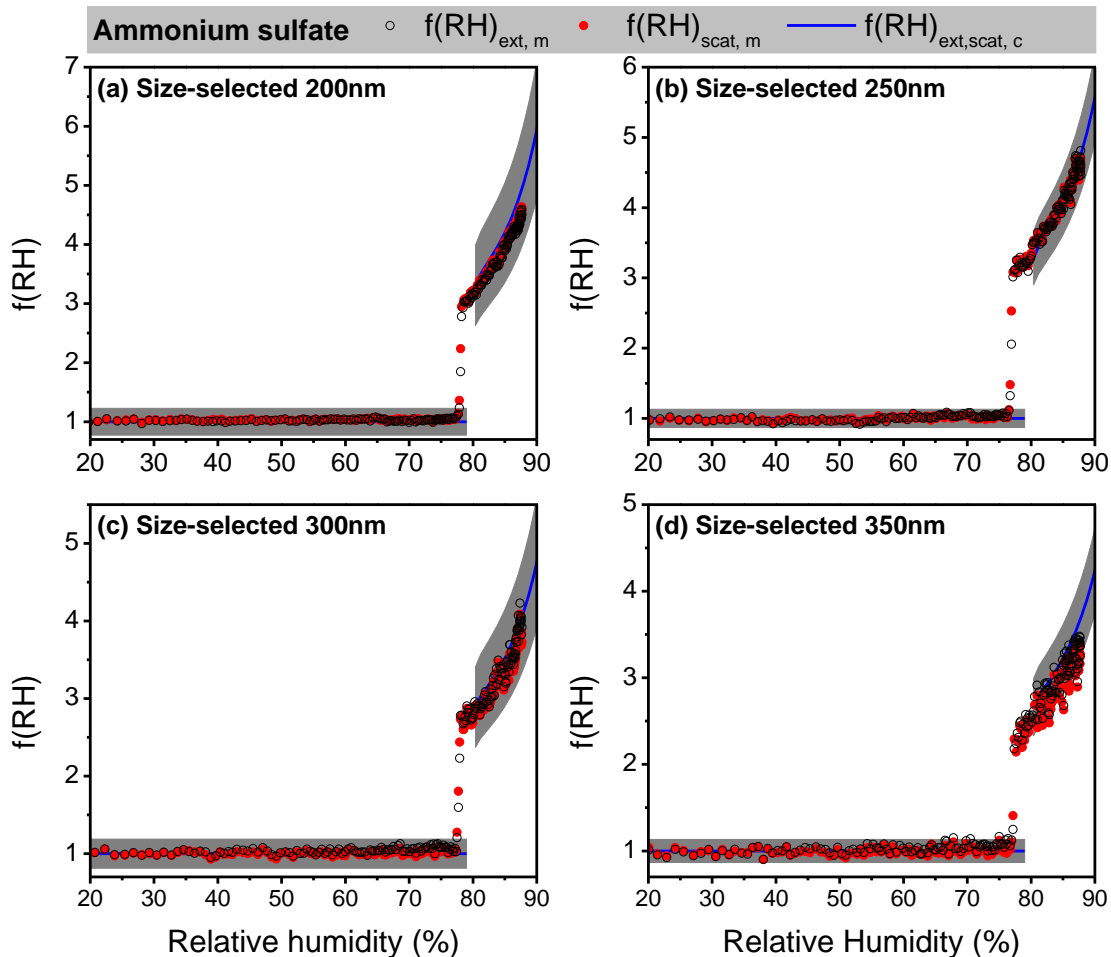 Ammonium sulfate f(RH)ext, m f(RH)scat, m f(RH)ext,scat, c
(a) Size-selected 200nm
7
6
5
4
3
2
1
f(RH)
20 30 40 50 60 70 80 90
(b) Size-selected 250nm
6
5
4
3
2
1
f(RH)
20 30 40 50 60 70 80 90
(c) Size-selected 300nm
5
4
3
2
1
f(RH)
20 30 40 50 60 70 80 90
Relative humidity (%)
(d) Size-selected 350nm
5
4
3
2
1
f(RH)
20 30 40 50 60 70 80 90
Relative Humidity (%)